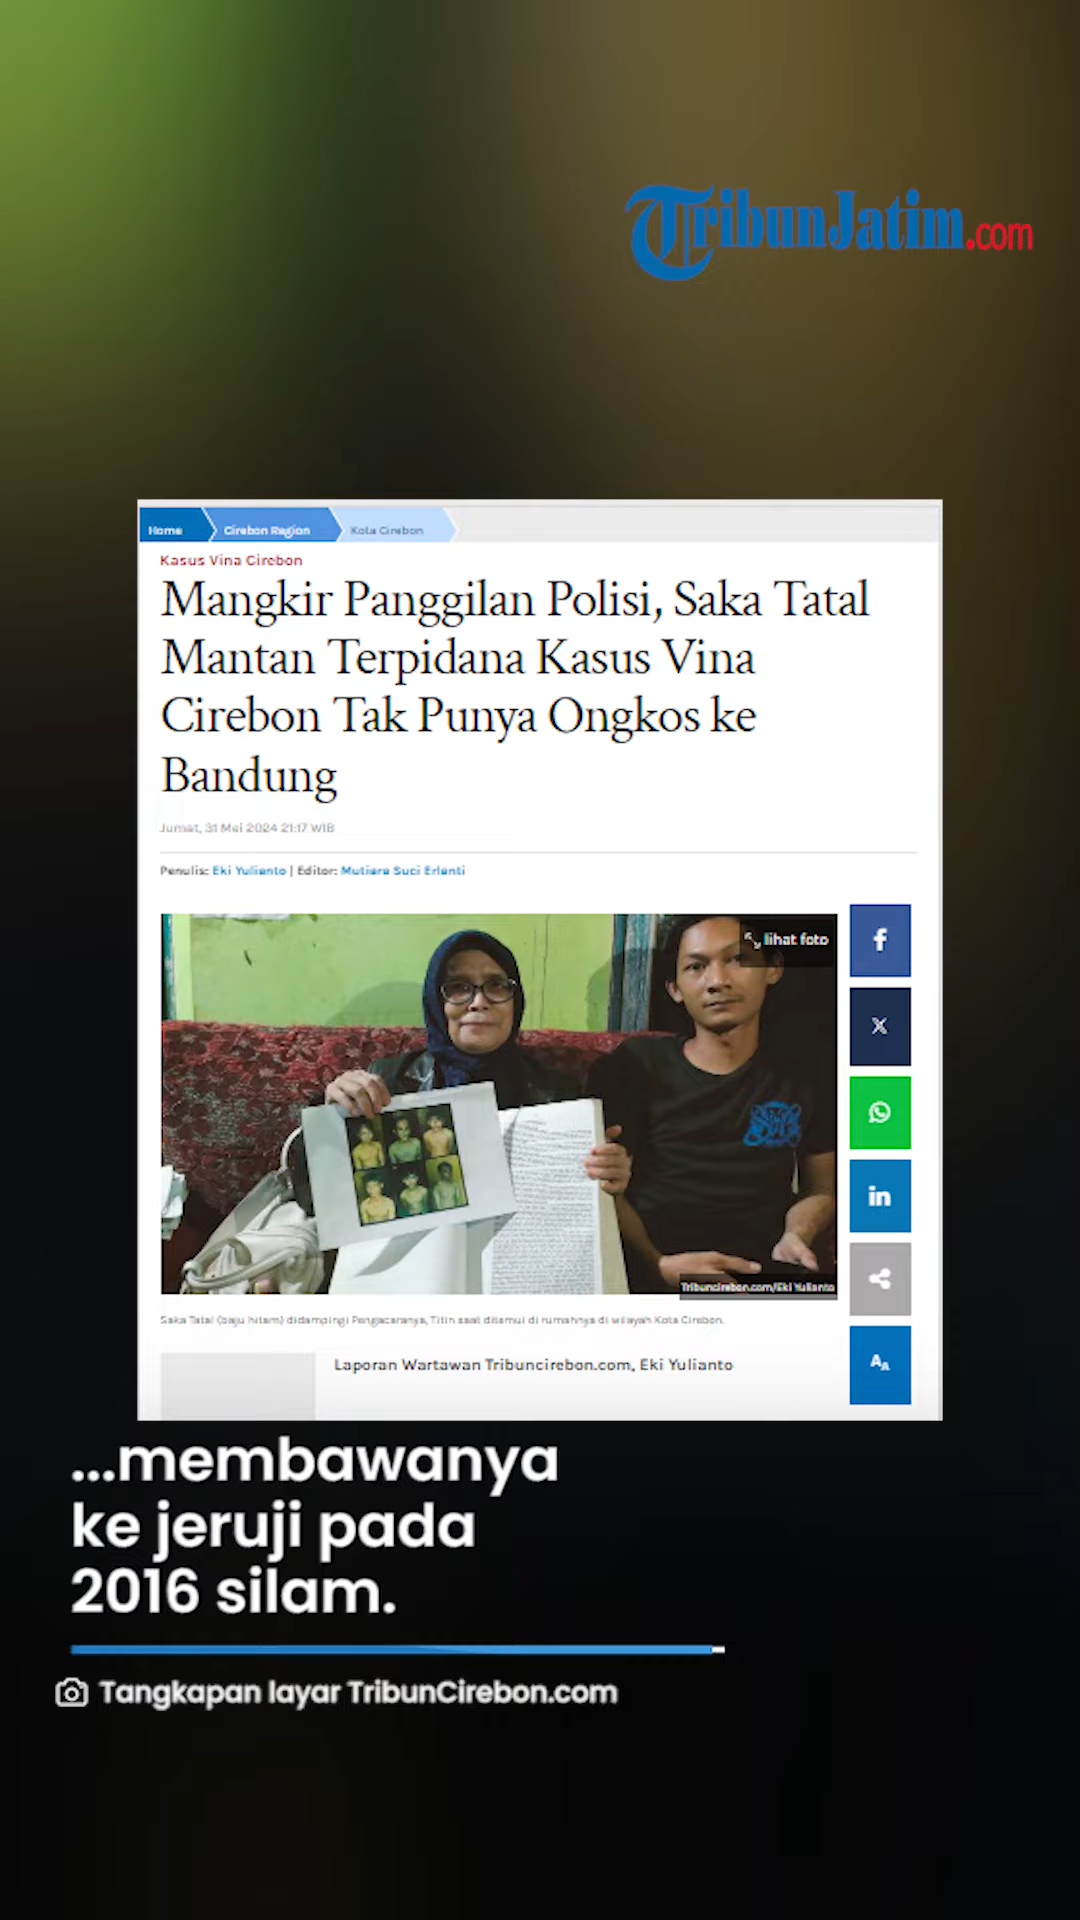 TribunJatim.com
Home
Cirebon Region
Kota Cirebon
Kasus Vina Cirebon
Mangkir Panggilan Polisi, Saka Tatal
Mantan Terpidana Kasus Vina
Cirebon Tak Punya Ongkos ke
Bandung
Jumat, 31 Mei 2024 21:17 WIB
Penulis: Eki Yulianto | Editor: Mutiara Suci Erlanti
lihat foto
Tribuncirebon.com/Eki Yulianto
Saka Tatal (baju hitam) didampingi Pengacaranya, Titin saat ditemui di rumahnya di wilayah Kota Cirebon.
Laporan Wartawan Tribuncirebon.com, Eki Yulianto
...membawanya
ke jeruji pada
2016 silam.
Tangkapan layar TribunCirebon.com